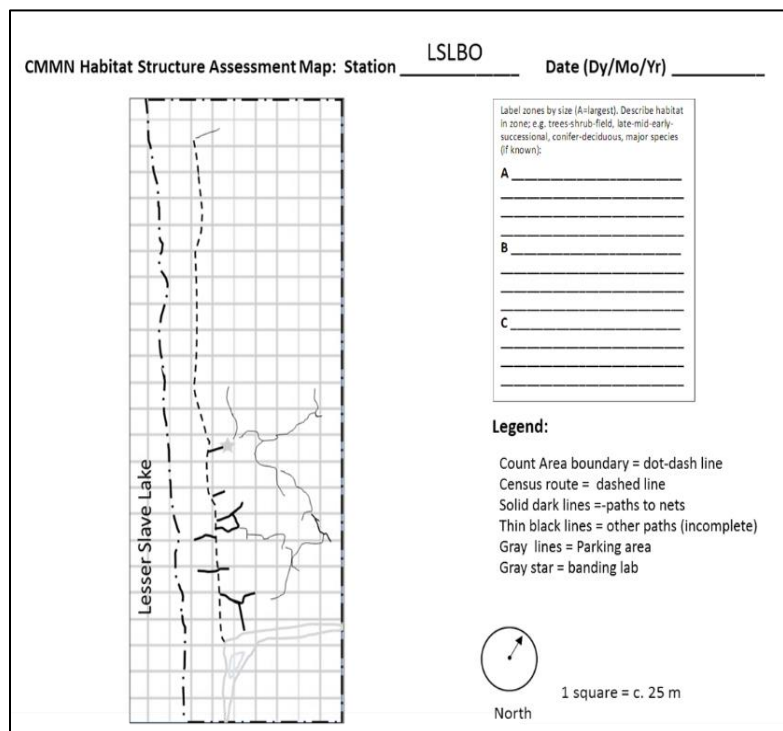 CMMN Habitat Structure Assessment Map: Station LSLBO Date (Dy/Mo/Yr)
Lesser Slave Lake
Label zones by size (A=largest). Describe habitat
in zone; e.g. trees-shrub-field, late-mid-early-
successional, conifer-deciduous, major species
(if known):
A
B
C
Legend:
Count Area boundary = dot-dash line
Census route = dashed line
Solid dark lines =-paths to nets
Thin black lines = other paths (incomplete)
Gray lines = Parking area
Gray star = banding lab
North
1 square = c. 25 m